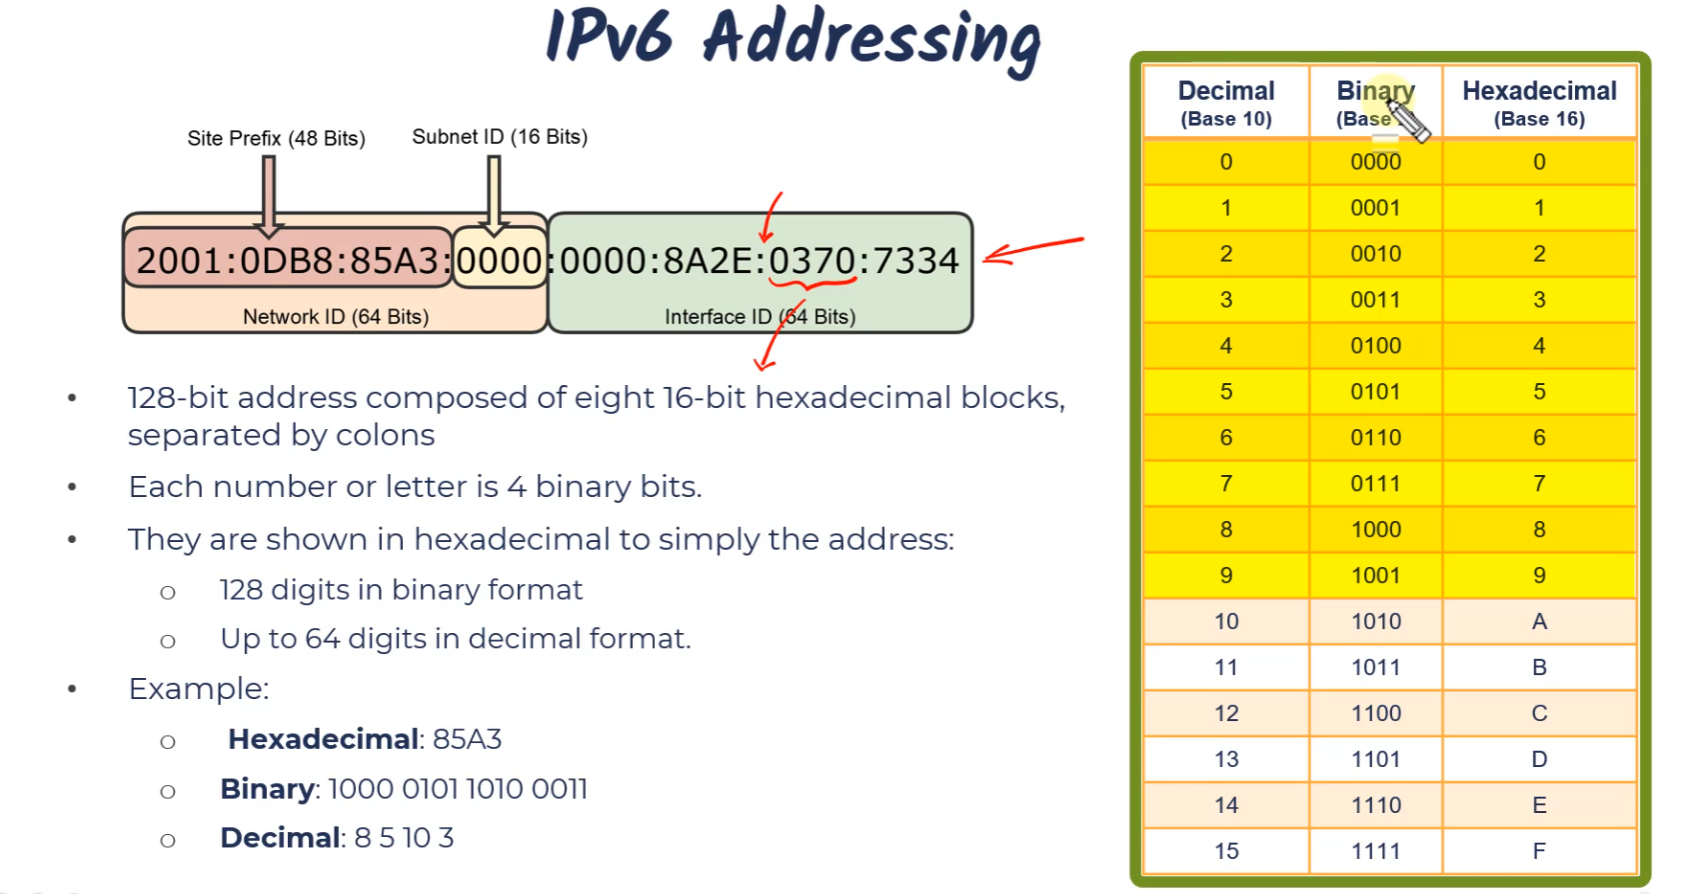 IPv6 Addressing
Site Prefix (48 Bits)
Subnet ID (16 Bits)
2001:0DB8:85A3:0000:0000:8A2E:0370:7334
Network ID (64 Bits)
Interface ID (64 Bits)
• 128-bit address composed of eight 16-bit hexadecimal blocks,
separated by colons
• Each number or letter is 4 binary bits.
• They are shown in hexadecimal to simply the address:
o 128 digits in binary format
o Up to 64 digits in decimal format.
• Example:
o Hexadecimal: 85A3
o Binary: 1000 0101 1010 0011
o Decimal: 8 5 10 3
Decimal Binary Hexadecimal
(Base 10) (Base (Base 16)
0 0000 0
1 0001 1
2 0010 2
3 0011 3
4 0100 4
5 0101 5
6 0110 6
7 0111 7
8 1000 8
9 1001 9
10 1010 A
11 1011 B
12 1100 C
13 1101 D
14 1110 E
15 1111 F